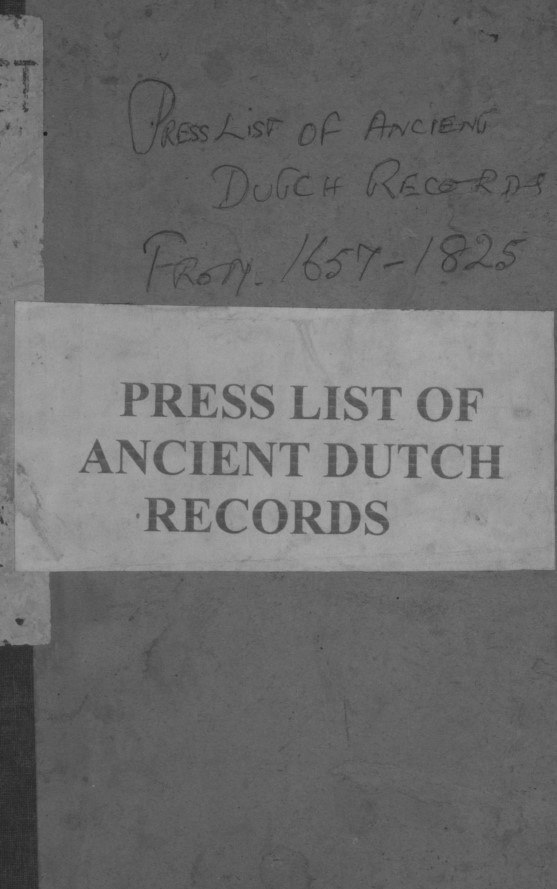 PRESS LIST OF ANCIENT
DUTCH RECORDS
FROM. 1657-1825
PRESS LIST OF
ANCIENT DUTCH
RECORDS